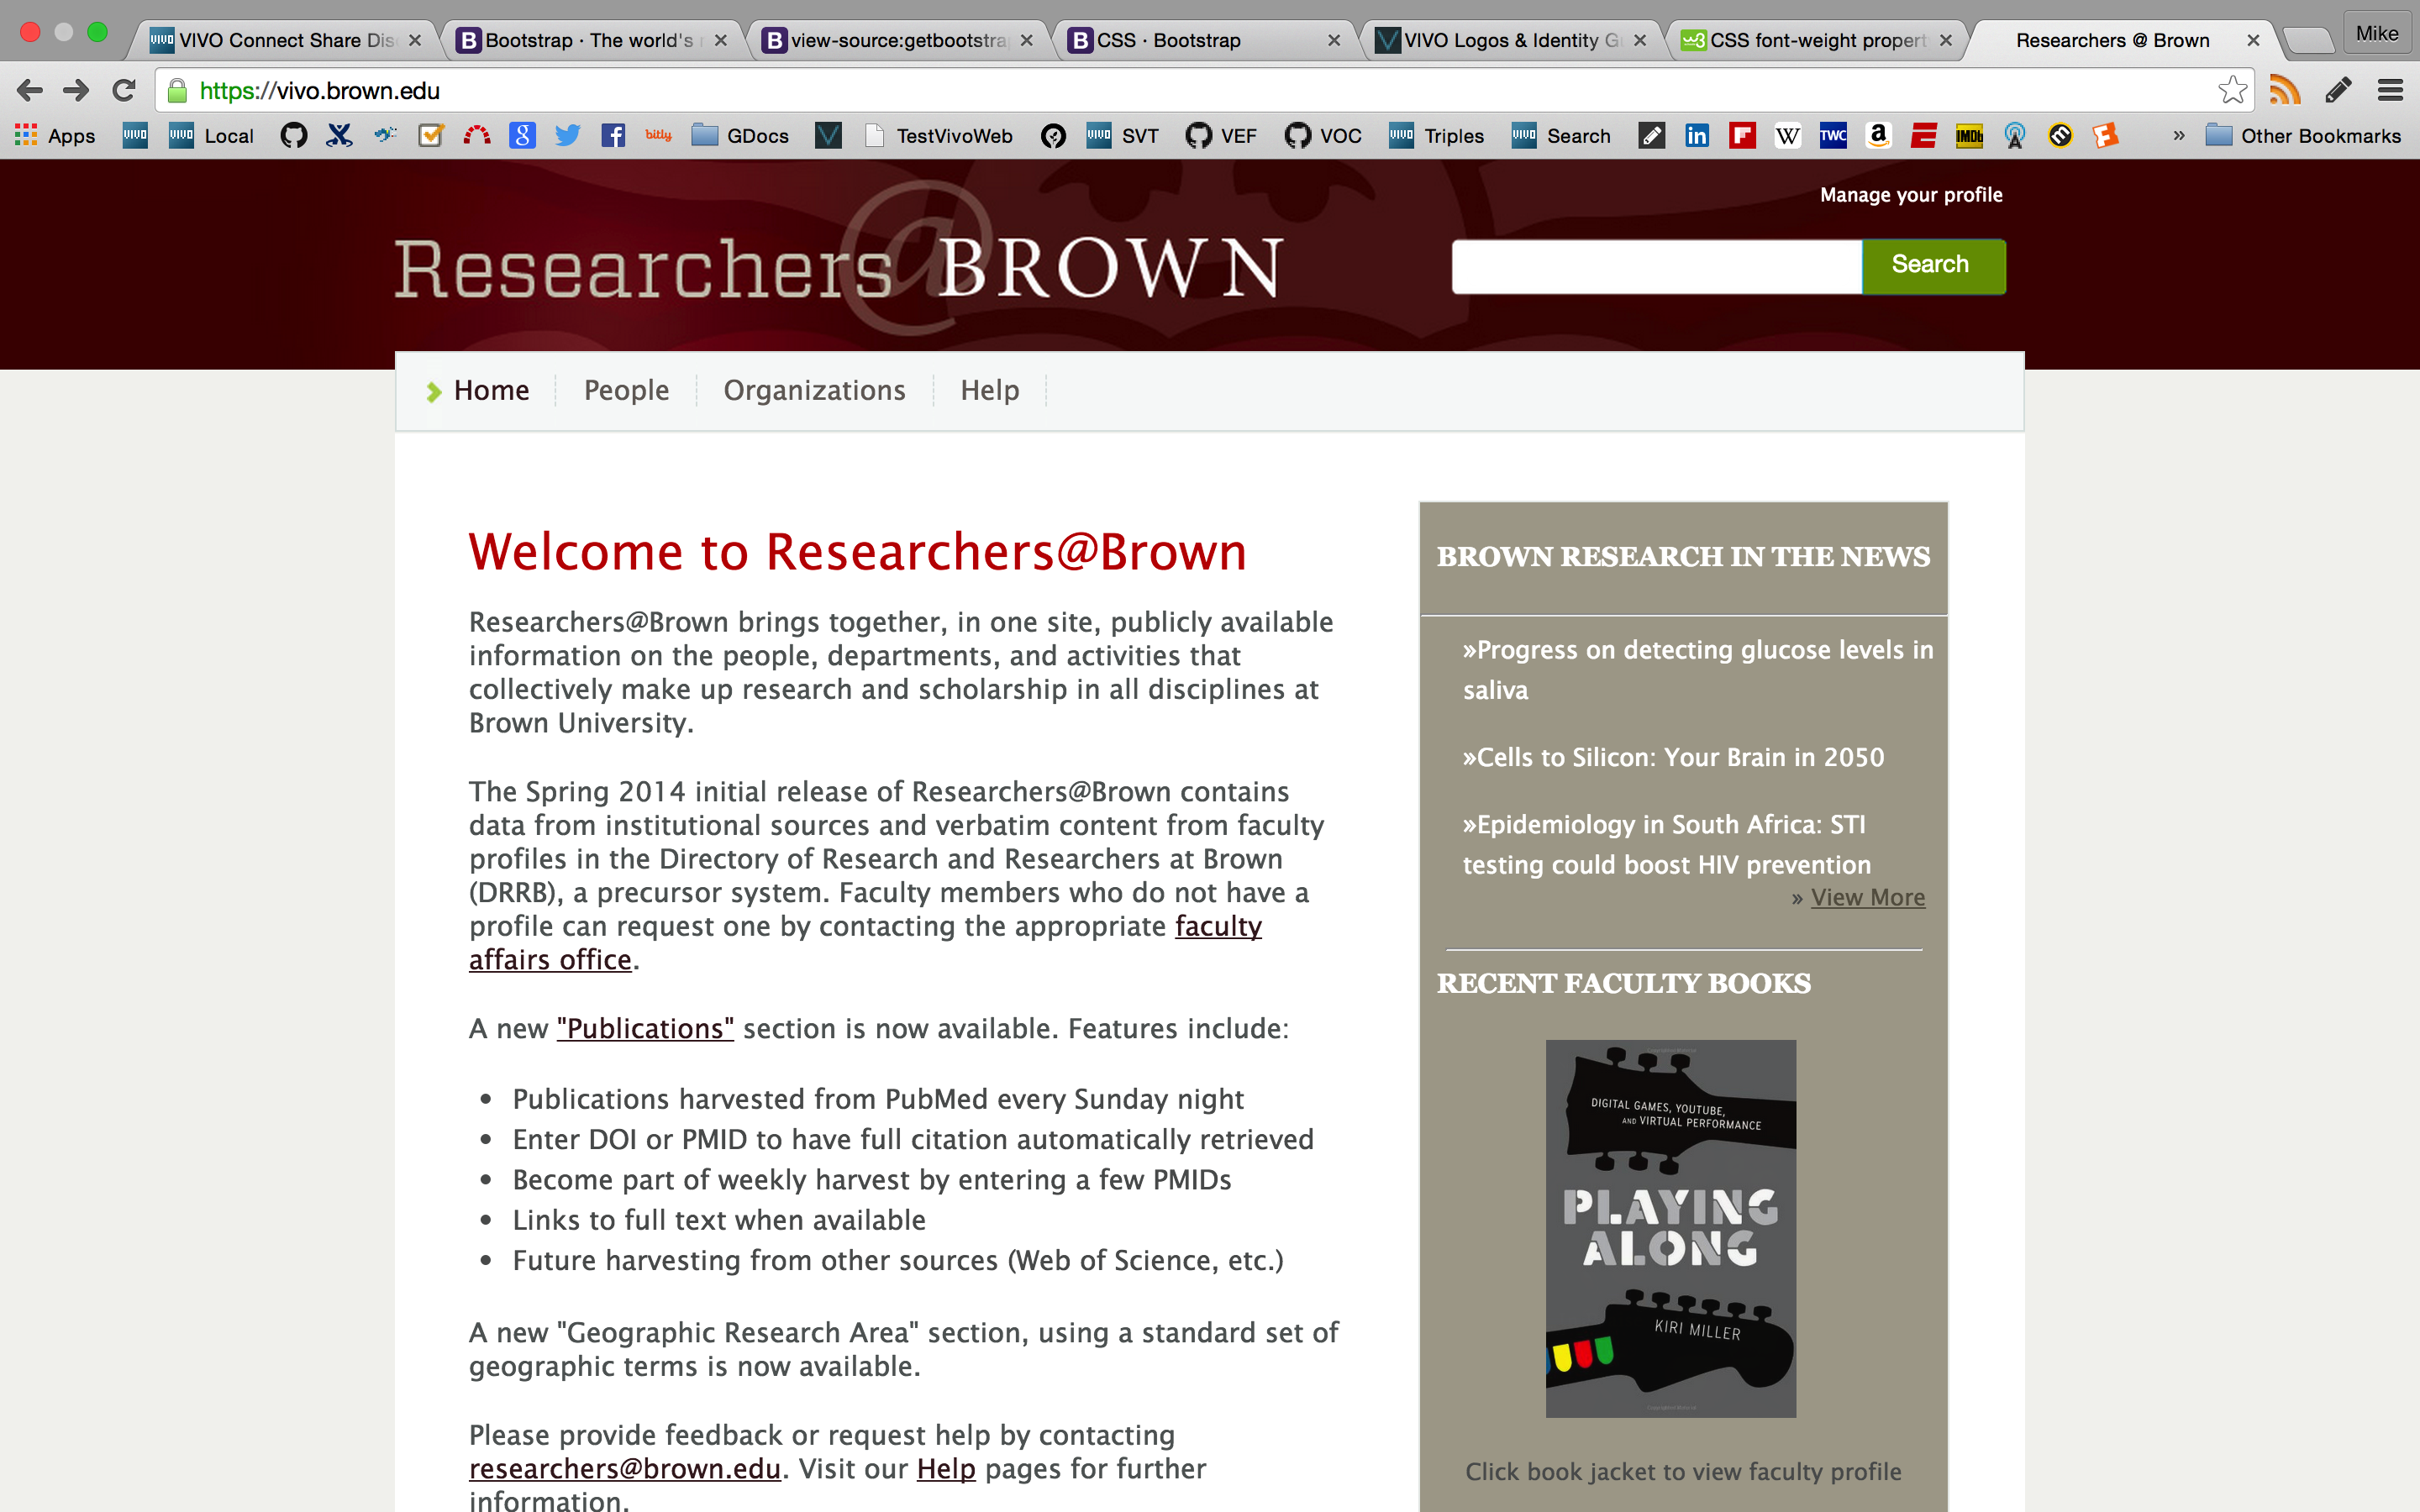 VIVO Connect Share Dis
Bootstrap · The world's
view-source:getbootstra
CSS · Bootstrap
VIVO Logos & Identity G
CSS font-weight propert
Researchers @ Brown
Mike
https://vivo.brown.edu
Apps
Local
bitly
GDocs
TestVivoWeb
SVT
VEF
VOC
Triples
Search
in
W
TWC
IMDb
» Other Bookmarks
Manage your profile
Researchers@BROWN
Search
Home
People
Organizations
Help
Welcome to Researchers@Brown
Researchers@Brown brings together, in one site, publicly available
information on the people, departments, and activities that
collectively make up research and scholarship in all disciplines at
Brown University.
The Spring 2014 initial release of Researchers@Brown contains
data from institutional sources and verbatim content from faculty
profiles in the Directory of Research and Researchers at Brown
(DRRB), a precursor system. Faculty members who do not have a
profile can request one by contacting the appropriate faculty
affairs office.
A new "Publications" section is now available. Features include:
• Publications harvested from PubMed every Sunday night
• Enter DOI or PMID to have full citation automatically retrieved
• Become part of weekly harvest by entering a few PMIDs
• Links to full text when available
• Future harvesting from other sources (Web of Science, etc.)
A new "Geographic Research Area" section, using a standard set of
geographic terms is now available.
Please provide feedback or request help by contacting
researchers@brown.edu. Visit our Help pages for further
information.
BROWN RESEARCH IN THE NEWS
»Progress on detecting glucose levels in
saliva
»Cells to Silicon: Your Brain in 2050
»Epidemiology in South Africa: STI
testing could boost HIV prevention
» View More
RECENT FACULTY BOOKS
DIGITAL GAMES, YOUTUBE,
AND VIRTUAL PERFORMANCE
PLAYING
ALONG
KIRI MILLER
Click book jacket to view faculty profile